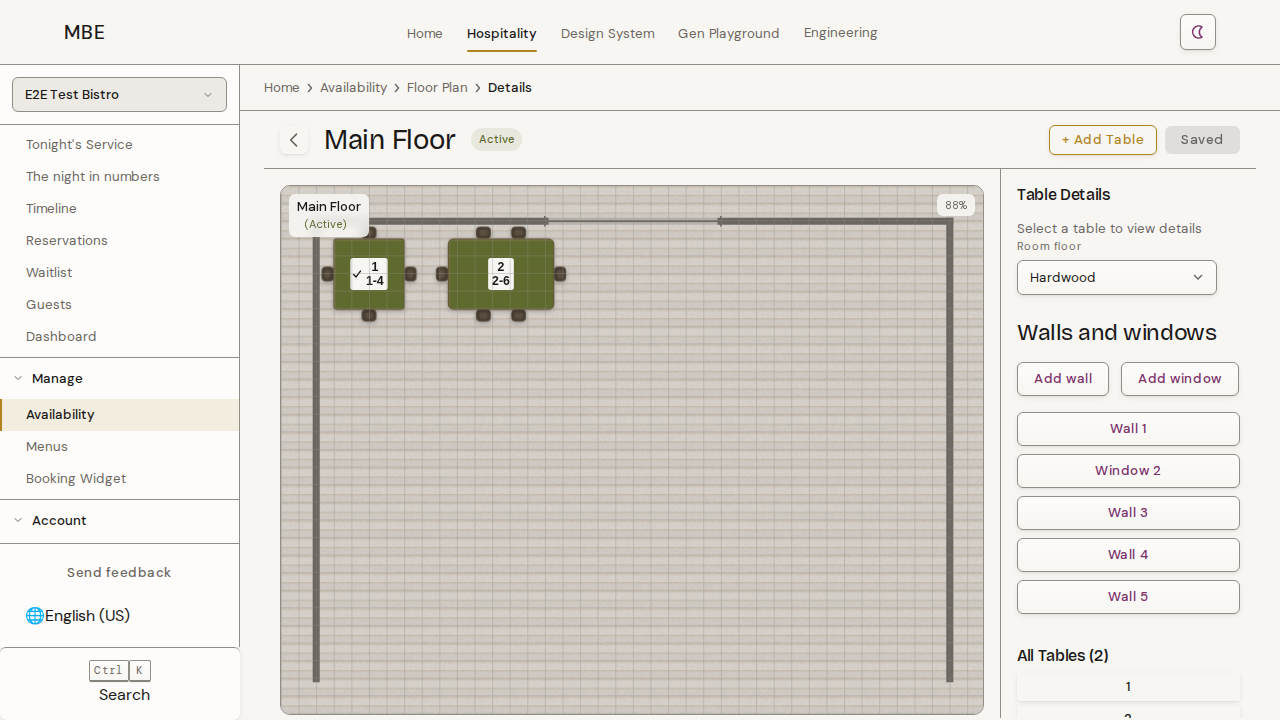 MBE
Home
Hospitality
Design System
Gen Playground
Engineering
E2E Test Bistro
Tonight's Service
The night in numbers
Timeline
Reservations
Waitlist
Guests
Dashboard
Manage
Availability
Menus
Booking Widget
Account
Send feedback
English (US)
Ctrl K
Search
Home
Availability
Floor Plan
Details
Main Floor
Active
+ Add Table
Saved
Main Floor
(Active)
88%
1
1-4
2
2-6
Table Details
Select a table to view details
Room floor
Hardwood
Walls and windows
Add wall
Add window
Wall 1
Window 2
Wall 3
Wall 4
Wall 5
All Tables (2)
1
2